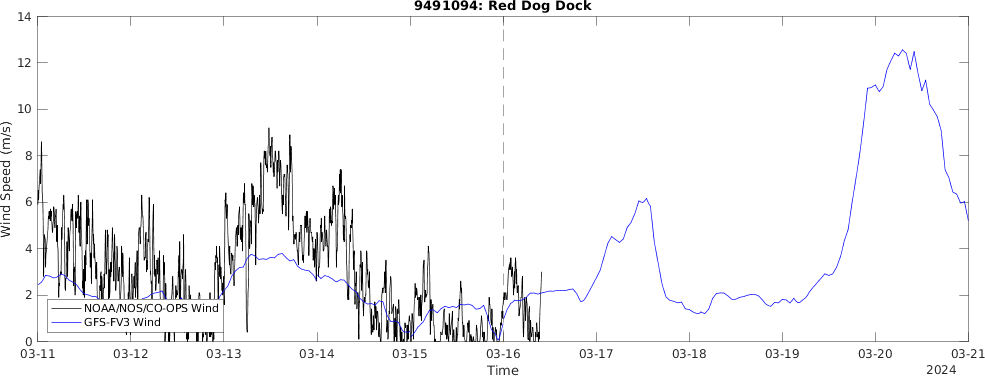 9491094: Red Dog Dock
14
12
10
8
6
4
2
0
Wind Speed (m/s)
NOAA/NOS/CO-OPS Wind
GFS-FV3 Wind
03-11 03-12 03-13 03-14 03-15 03-16 03-17 03-18 03-19 03-20 03-21
Time
2024